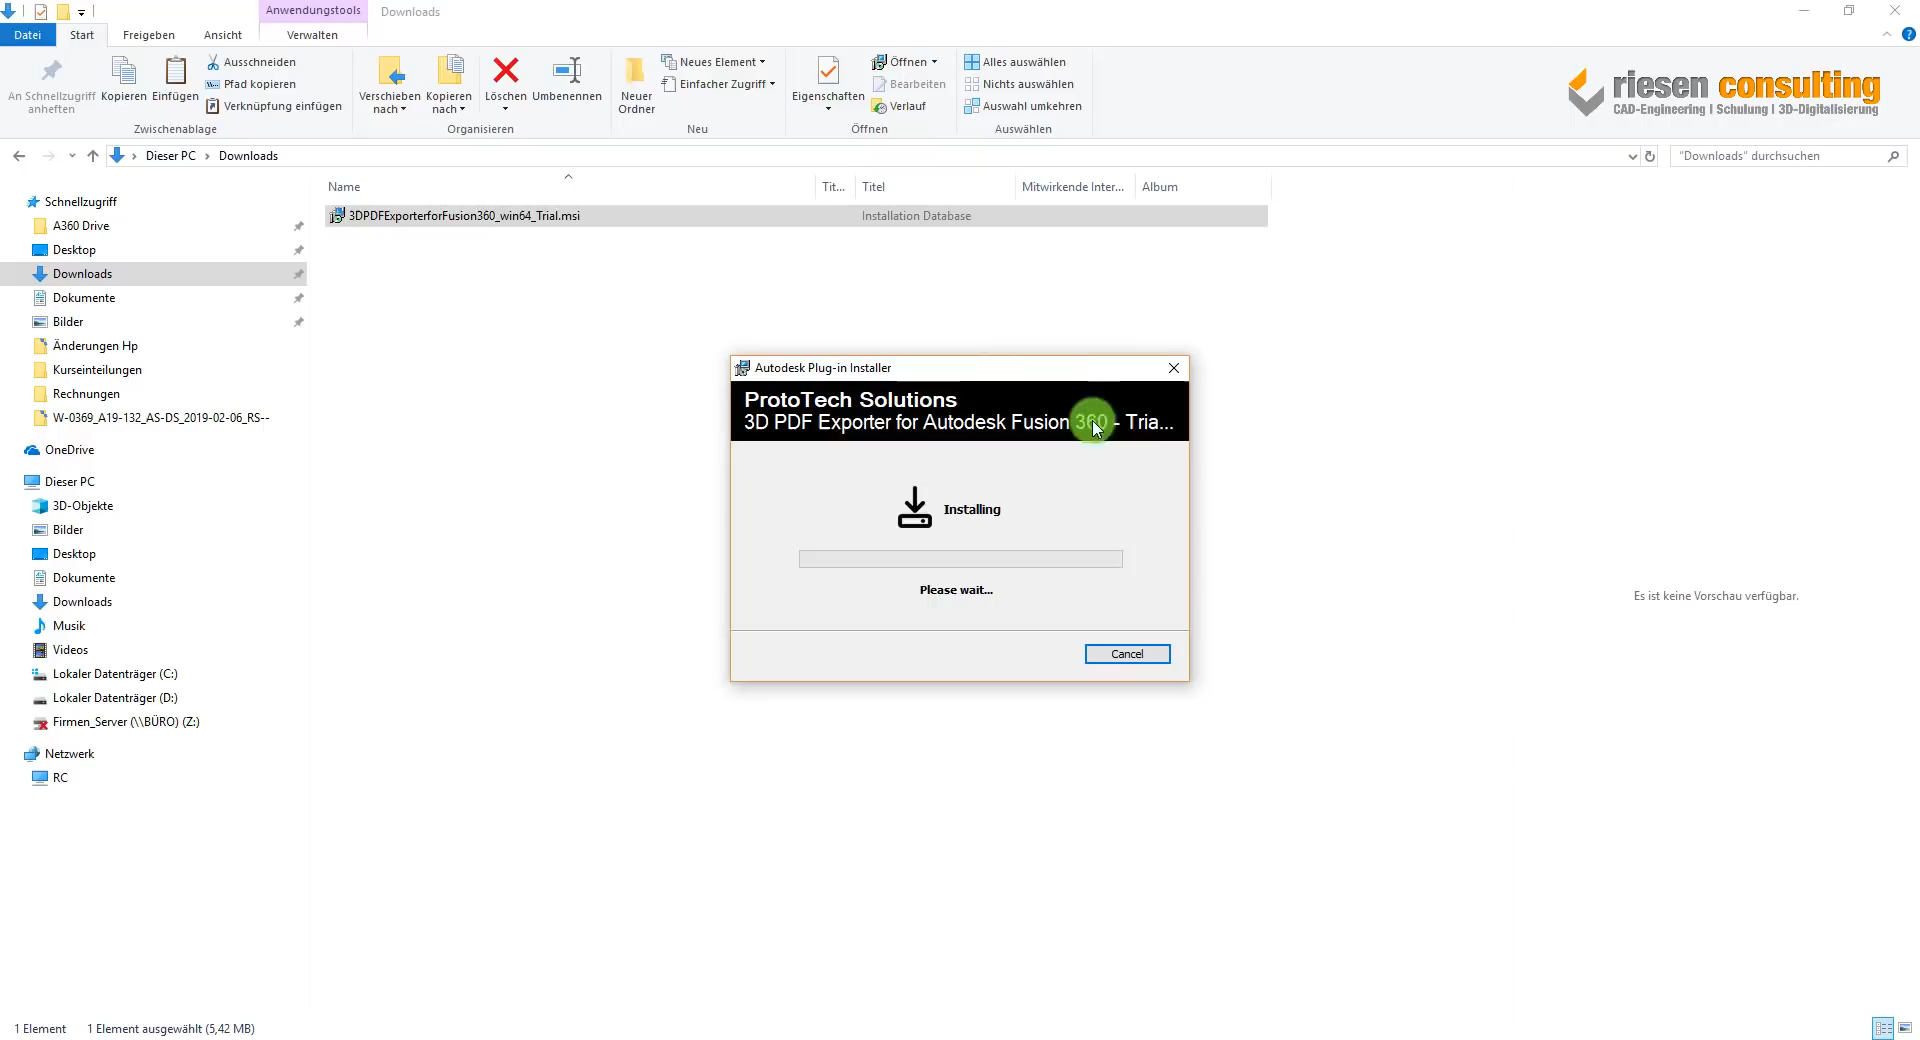 Anwendungstools
Downloads
Datei
Start
Freigeben
Ansicht
Verwalten
An Schnellzugriff
anheften
Kopieren
Einfügen
Ausschneiden
Pfad kopieren
Verknüpfung einfügen
Zwischenablage
Verschieben
nach
Kopieren
nach
Löschen
Umbenennen
Organisieren
Neuer
Ordner
Neues Element
Einfacher Zugriff
Neu
Eigenschaften
Öffnen
Bearbeiten
Verlauf
Öffnen
Alles auswählen
Nichts auswählen
Auswahl umkehren
Auswählen
riesen consulting
CAD-Engineering | Schulung | 3D-Digitalisierung
Dieser PC
Downloads
"Downloads" durchsuchen
Name
Tit...
Titel
Mitwirkende Inter...
Album
3DPDFExporterforFusion360_win64_Trial.msi
Installation Database
Schnellzugriff
A360 Drive
Desktop
Downloads
Dokumente
Bilder
Änderungen Hp
Kurseinteilungen
Rechnungen
W-0369_A19-132_AS-DS_2019-02-06_RS--
OneDrive
Dieser PC
3D-Objekte
Bilder
Desktop
Dokumente
Downloads
Musik
Videos
Lokaler Datenträger (C:)
Lokaler Datenträger (D:)
Firmen_Server (\\BÜRO) (Z:)
Netzwerk
RC
Autodesk Plug-in Installer
ProtoTech Solutions
3D PDF Exporter for Autodesk Fusion 360 - Tria...
Installing
Please wait...
Cancel
Es ist keine Vorschau verfügbar.
1 Element
1 Element ausgewählt (5,42 MB)